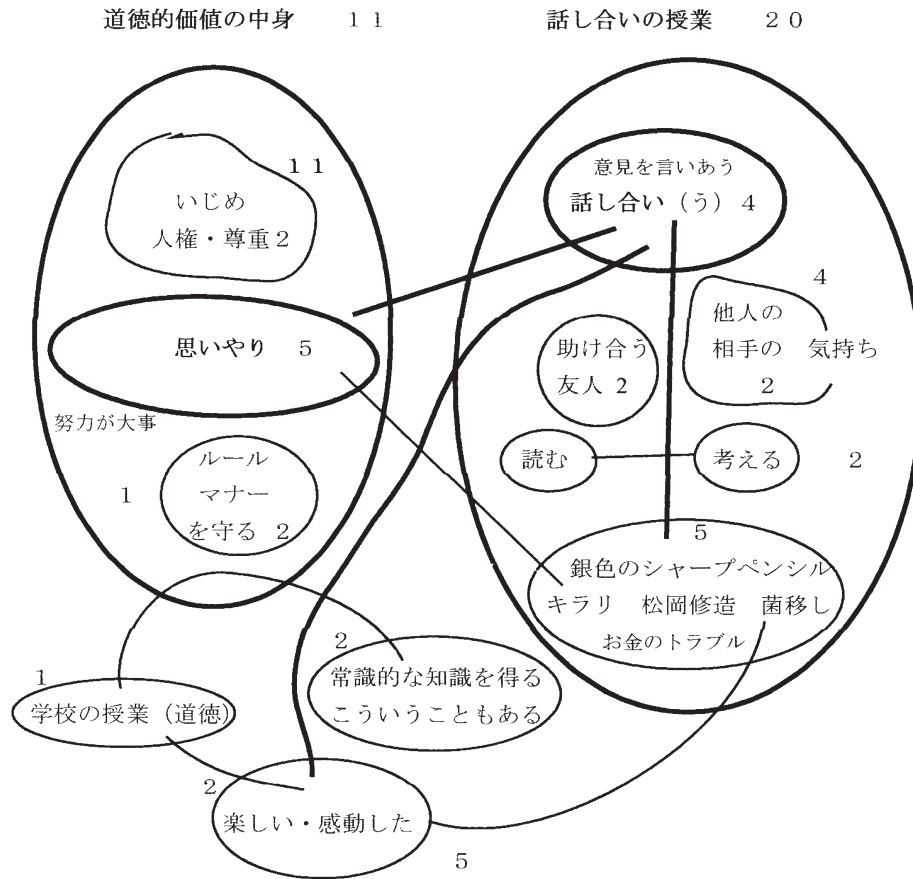 道徳的価値の中身 11
話し合いの授業 20
11
いじめ
人権・尊重 2
思いやり 5
努力が大事
1
ルール
マナー
を守る 2
意見を言いあう
話し合い（う）4
4
他人の
相手の 気持ち
2
助け合う
友人 2
読む
考える
2
5
銀色のシャープペンシル
キラリ 松岡修造 菌移し
お金のトラブル
1
学校の授業（道徳）
2
常識的な知識を得る
こういうこともある
2
楽しい・感動した
5